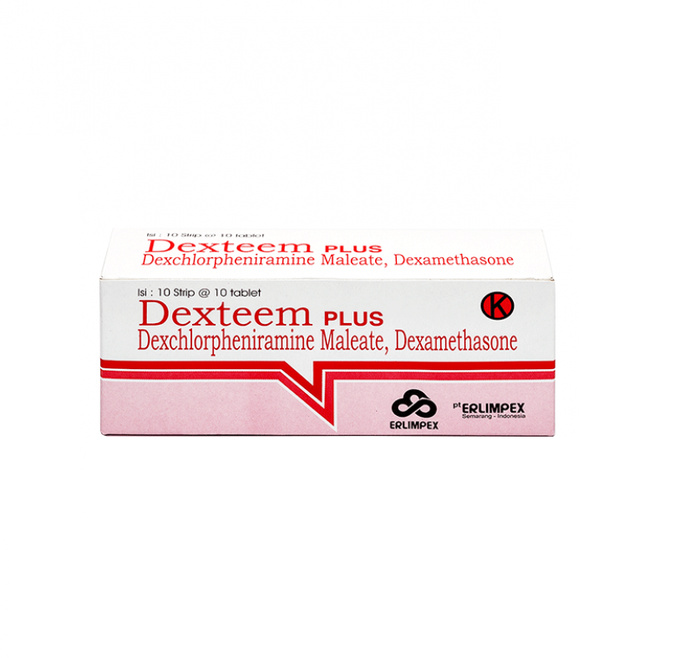 Isi : 10 Strip @ 10 tablet
Dexteem PLUS
Dexchlorpheniramine Maleate, Dexamethasone
Isi : 10 Strip @ 10 tablet
Dexteem PLUS
K
Dexchlorpheniramine Maleate, Dexamethasone
ERLIMPEX
pt ERLIMPEX
Semarang - Indonesia